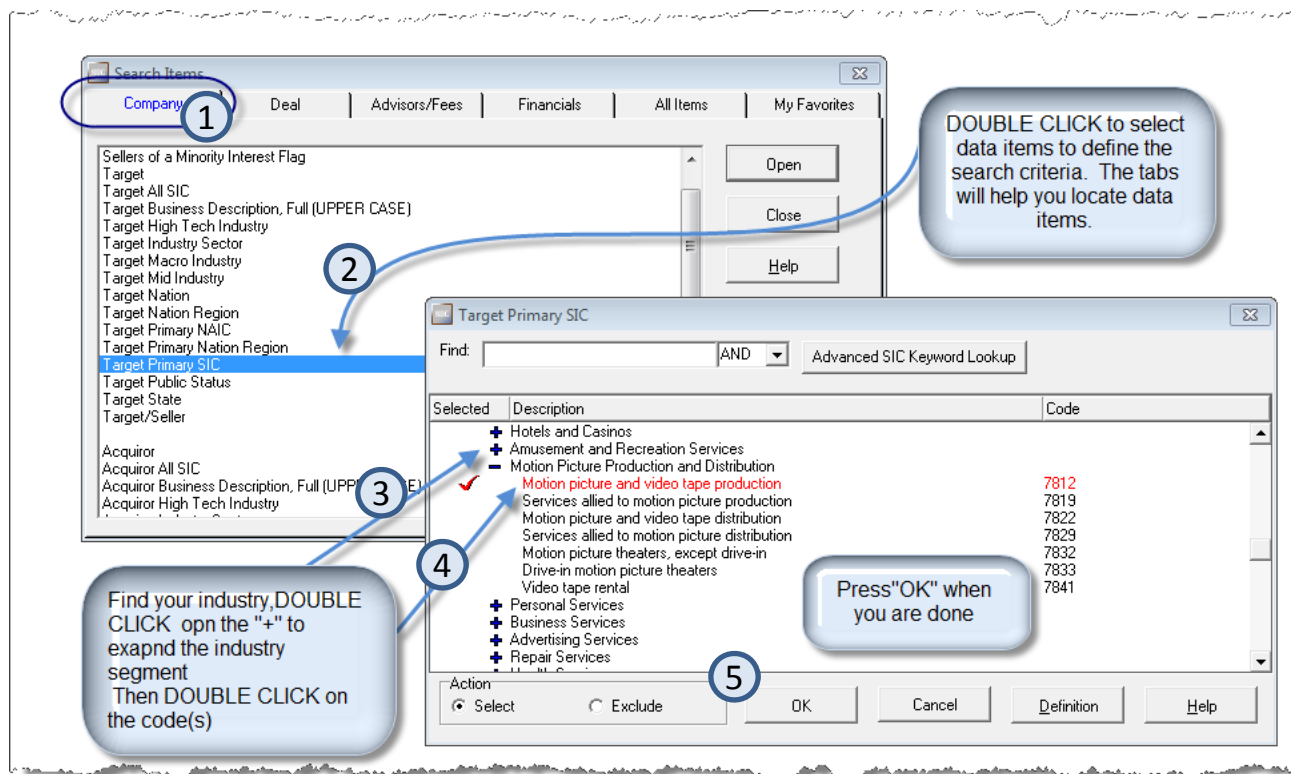 Search Items
Company Deal Advisors/Fees Financials All Items My Favorites
1
Sellers of a Minority Interest Flag
Target
Target All SIC
Target Business Description, Full (UPPER CASE)
Target High Tech Industry
Target Industry Sector
Target Macro Industry
Target Mid Industry
Target Nation
Target Nation Region
Target Primary NAIC
Target Primary Nation Region
Target Primary SIC
Target Public Status
Target State
Target/Seller
Acquiror
Acquiror All SIC
Acquiror Business Description, Full (UPP E)
Acquiror High Tech Industry
Open
Close
Help
2
DOUBLE CLICK to select
data items to define the
search criteria. The tabs
will help you locate data
items.
Target Primary SIC
Find: AND Advanced SIC Keyword Lookup
Selected Description Code
Hotels and Casinos
Amusement and Recreation Services
Motion Picture Production and Distribution
Motion picture and video tape production 7812
Services allied to motion picture production 7819
Motion picture and video tape distribution 7822
Services allied to motion picture distribution 7829
Motion picture theaters, except drive-in 7832
Drive-in motion picture theaters 7833
Video tape rental 7841
Personal Services
Business Services
Advertising Services
Repair Services
3
4
Find your industry,DOUBLE
CLICK opn the "+" to
exapnd the industry
segment
Then DOUBLE CLICK on
the code(s)
Press"OK" when
you are done
5
Action
Select Exclude OK Cancel Definition Help